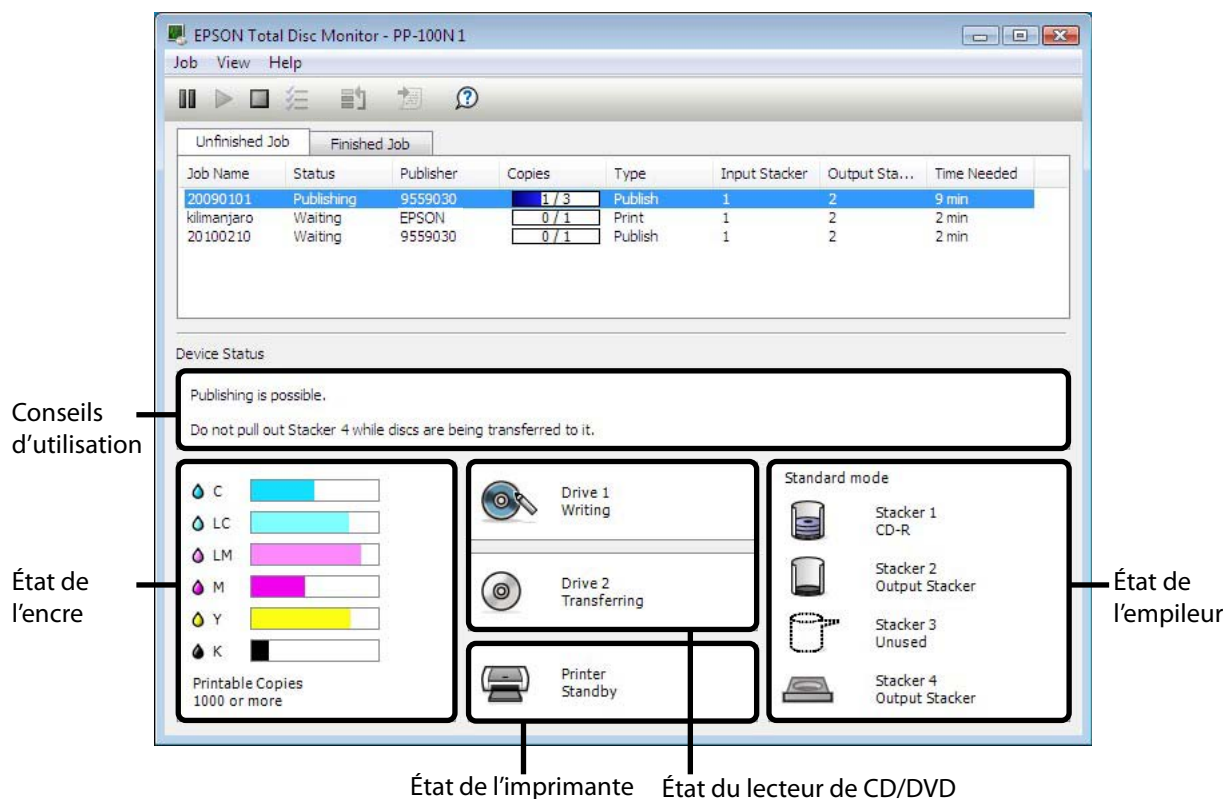 EPSON Total Disc Monitor - PP-100N 1
Job View Help
Unfinished Job Finished Job
Job Name Status Publisher Copies Type Input Stacker Output Sta... Time Needed
20090101 Publishing 9559030 1 / 3 Publish 1 2 9 min
kilimanjaro Waiting EPSON 0 / 1 Print 1 2 2 min
20100210 Waiting 9559030 0 / 1 Publish 1 2 2 min
Device Status
Publishing is possible.
Do not pull out Stacker 4 while discs are being transferred to it.
Conseils
d'utilisation
C
LC
LM
M
Y
K
Printable Copies
1000 or more
État de
l'encre
Drive 1
Writing
Drive 2
Transferring
Printer
Standby
Standard mode
Stacker 1
CD-R
Stacker 2
Output Stacker
Stacker 3
Unused
Stacker 4
Output Stacker
État de
l'empileur
État de l'imprimante
État du lecteur de CD/DVD